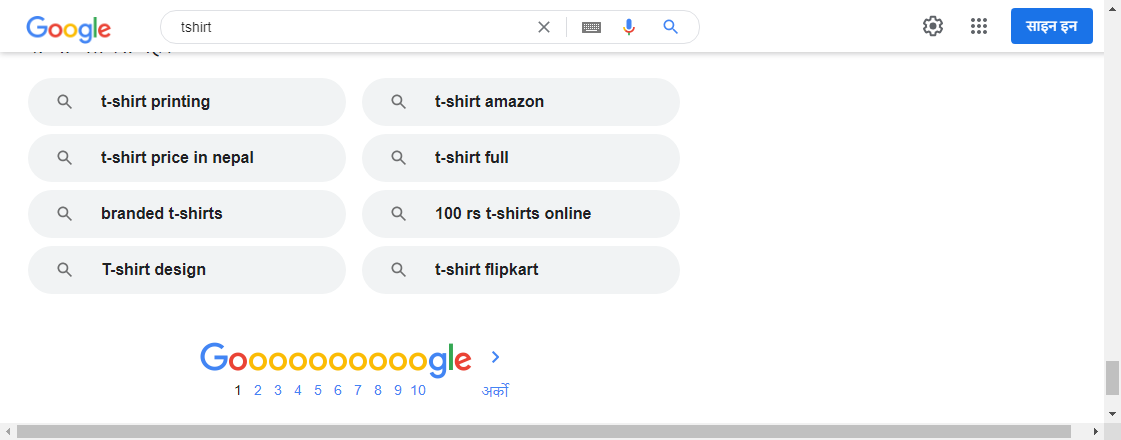 Google tshirt साइन इन
t-shirt printing t-shirt amazon
t-shirt price in nepal t-shirt full
branded t-shirts 100 rs t-shirts online
T-shirt design t-shirt flipkart
Goooooooooogle
1 2 3 4 5 6 7 8 9 10 अर्को